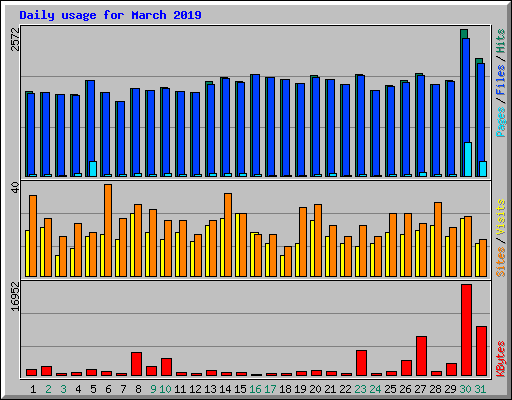 Daily usage for March 2019
2572
Pages / Files / Hits
40
Sites / Visits
16952
KBytes
1 2 3 4 5 6 7 8 9 10 11 12 13 14 15 16 17 18 19 20 21 22 23 24 25 26 27 28 29 30 31